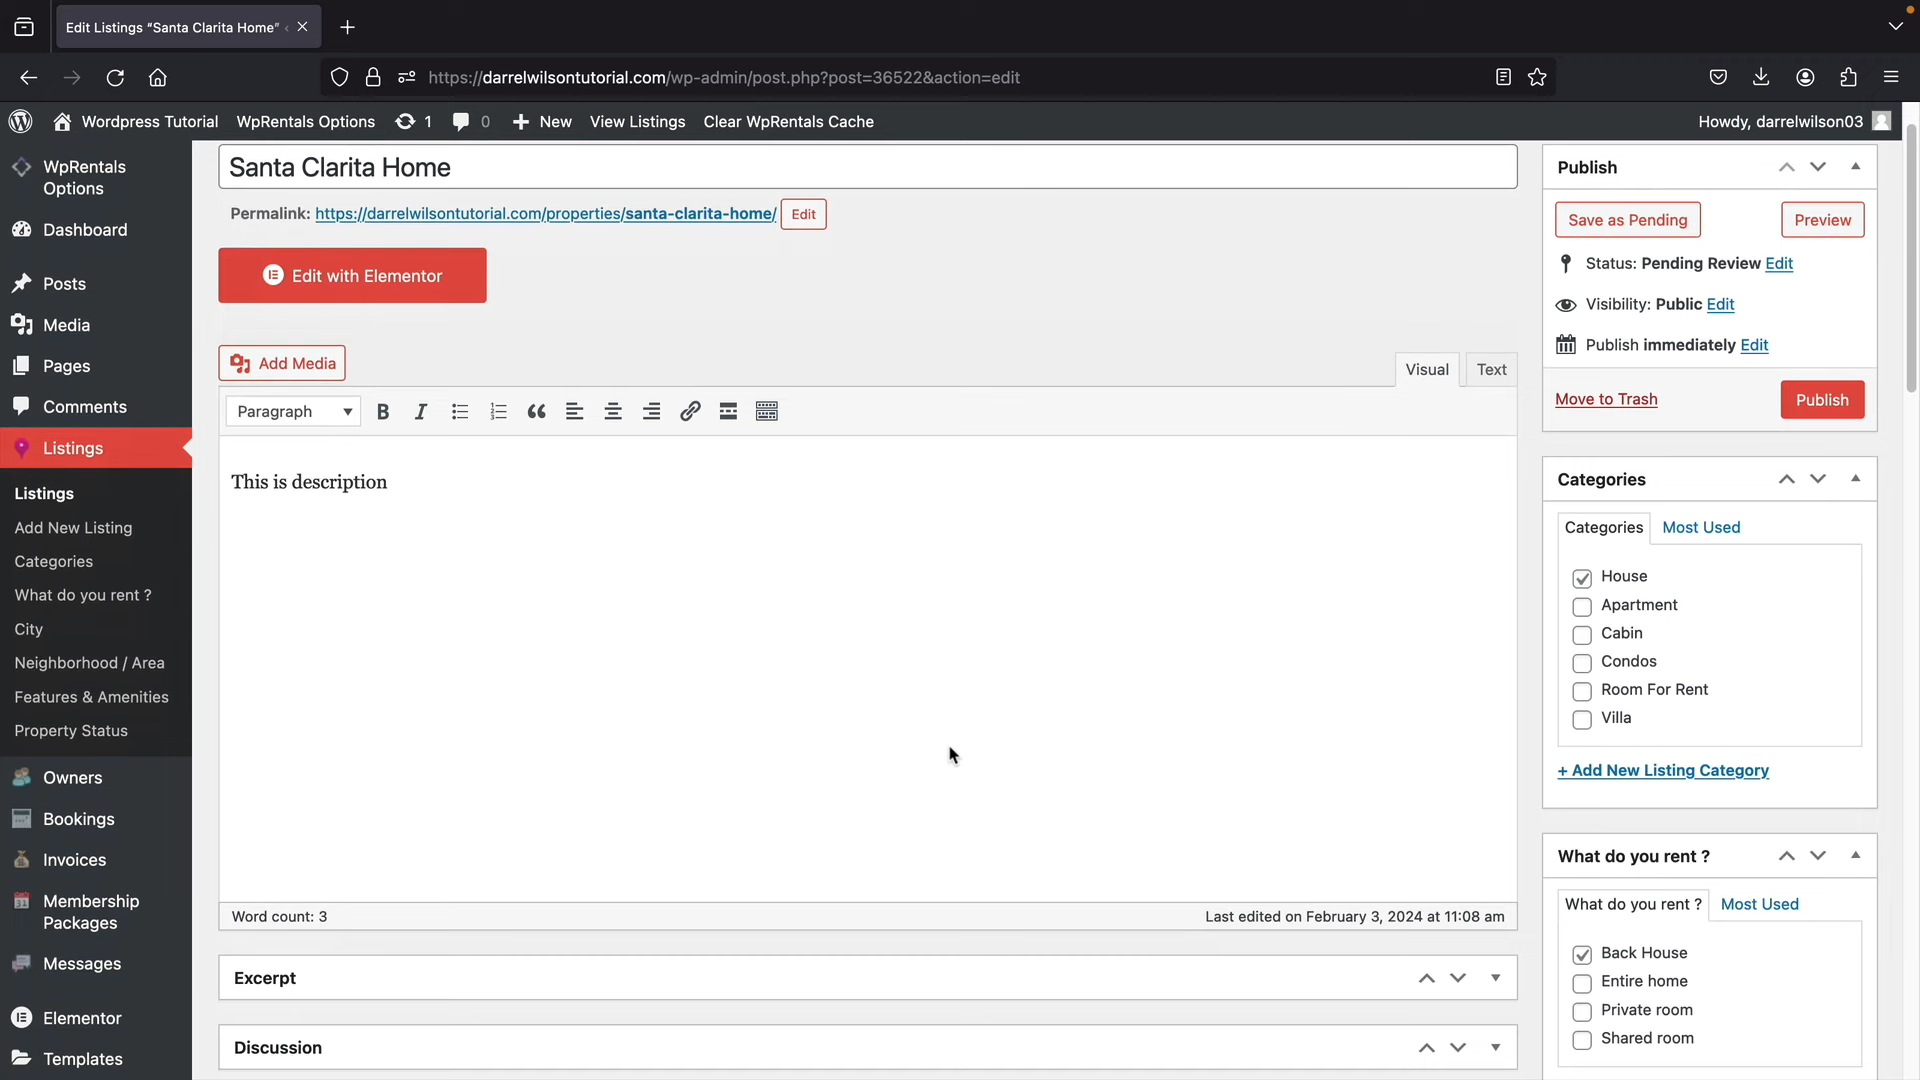 Edit Listings “Santa Clarita Home” ‹
https://darrelwilsontutorial.com/wp-admin/post.php?post=36522&action=edit
Wordpress Tutorial WpRentals Options 1 0 New View Listings Clear WpRentals Cache Howdy, darrelwilson03
WpRentals
Options
Dashboard
Posts
Media
Pages
Comments
Listings
Listings
Add New Listing
Categories
What do you rent ?
City
Neighborhood / Area
Features & Amenities
Property Status
Owners
Bookings
Invoices
Membership
Packages
Messages
Elementor
Templates
Santa Clarita Home
Permalink: https://darrelwilsontutorial.com/properties/santa-clarita-home/ Edit
Edit with Elementor
Add Media
Visual Text
Paragraph
This is description
Word count: 3 Last edited on February 3, 2024 at 11:08 am
Excerpt
Discussion
Publish
Save as Pending Preview
Status: Pending Review Edit
Visibility: Public Edit
Publish immediately Edit
Move to Trash Publish
Categories
Categories Most Used
House
Apartment
Cabin
Condos
Room For Rent
Villa
+ Add New Listing Category
What do you rent ?
What do you rent ? Most Used
Back House
Entire home
Private room
Shared room